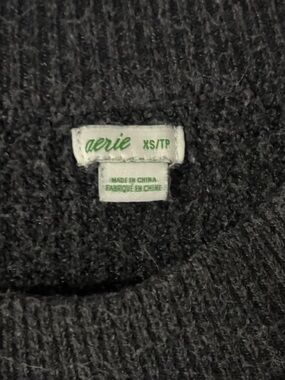 aerie XS/TP
MADE IN CHINA
FABRIQUÉ EN CHINE